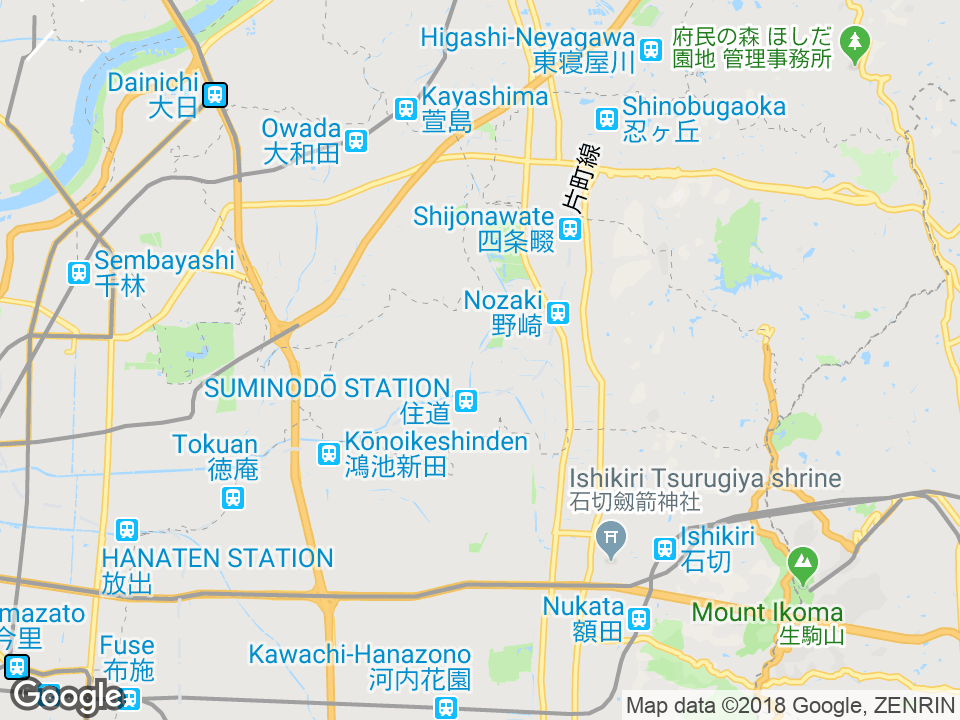 Higashi-Neyagawa
東寝屋川
府民の森 ほしだ
園地 管理事務所
Dainichi
大日
Kayashima
萱島
Shinobugaoka
忍ヶ丘
Owada
大和田
片町線
Shijonawate
四条畷
Sembayashi
千林
Nozaki
野崎
SUMINODŌ STATION
住道
Tokuan
徳庵
Kōnoikeshinden
鴻池新田
Ishikiri Tsurugiya shrine
石切劔箭神社
HANATEN STATION
放出
Ishikiri
石切
Mount Ikoma
生駒山
Nukata
額田
mazato
今里
Fuse
布施
Kawachi-Hanazono
河内花園
Google
Map data ©2018 Google, ZENRIN